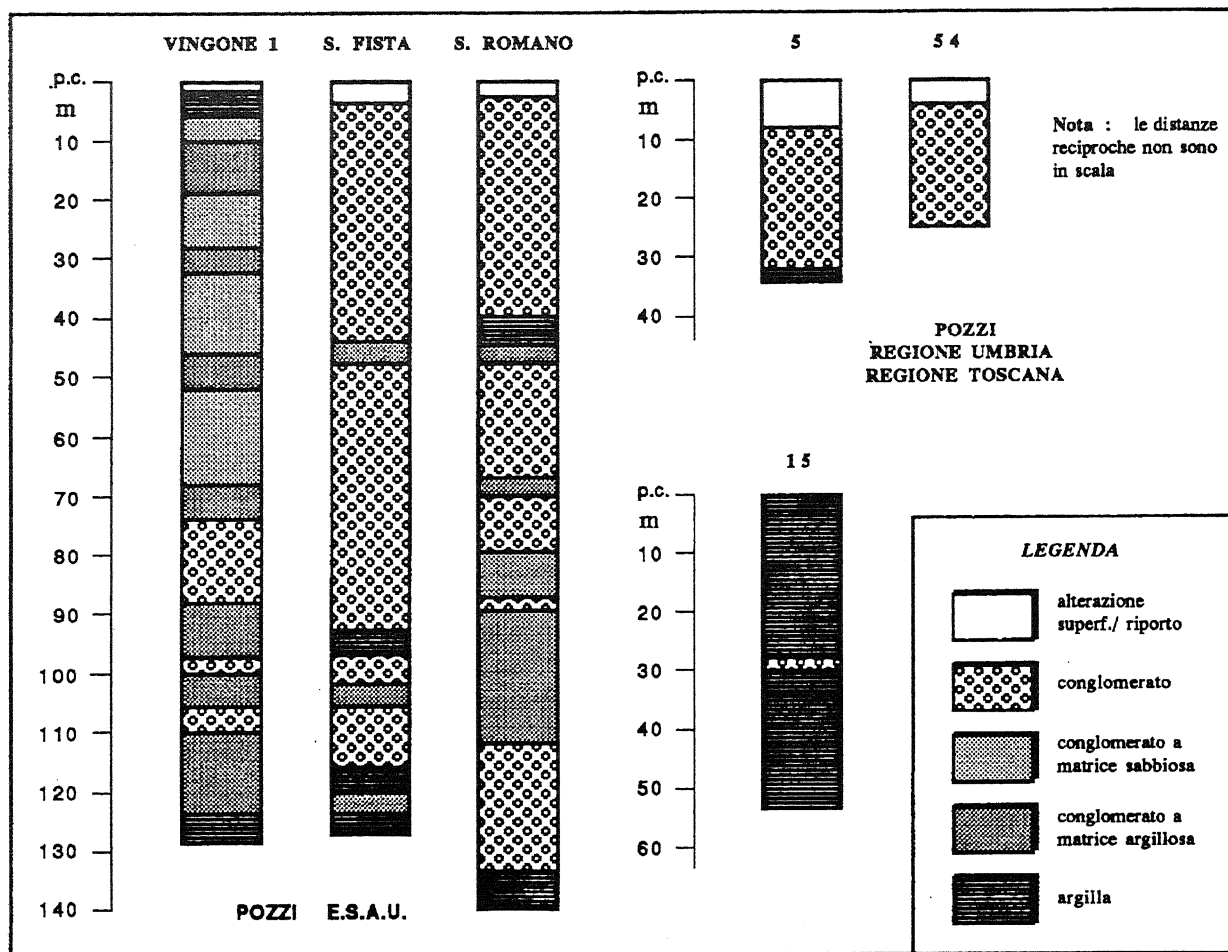 VINGONE 1 S. FISTA S. ROMANO 5 54
p.c.
m
10
20
30
40
50
60
70
80
90
100
110
120
130
140
POZZI E.S.A.U.
p.c.
m
10
20
30
40
Nota : le distanze
reciproche non sono
in scala
POZZI
REGIONE UMBRIA
REGIONE TOSCANA
15
p.c.
m
10
20
30
40
50
60
LEGENDA
alterazione
superf./ riporto
conglomerato
conglomerato a
matrice sabbiosa
conglomerato a
matrice argillosa
argilla